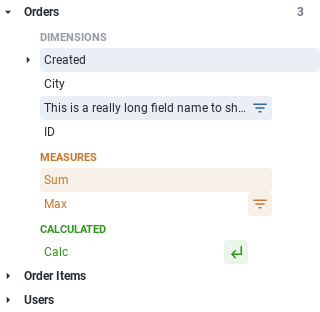 Orders 3
DIMENSIONS
Created
City
This is a really long field name to sh...
ID
MEASURES
Sum
Max
CALCULATED
Calc
Order Items
Users